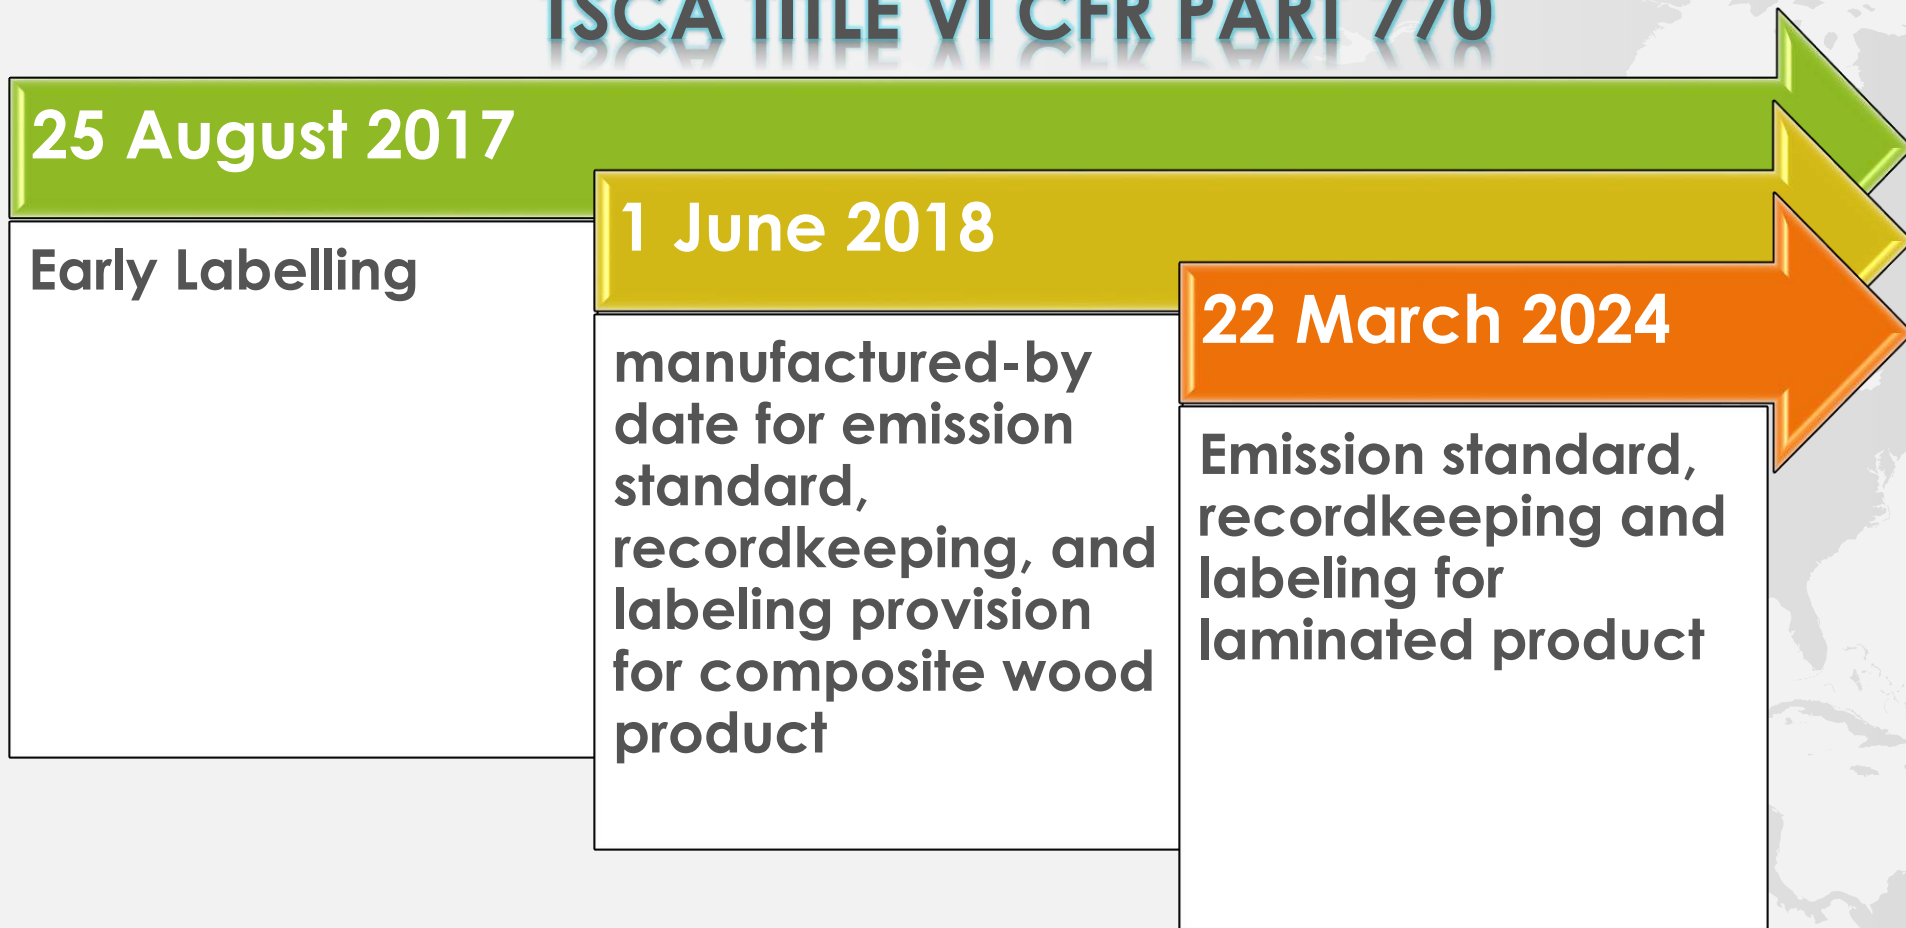 TSCA TITLE VI CFR PART 770
25 August 2017
Early Labelling
1 June 2018
manufactured-by
date for emission
standard,
recordkeeping, and
labeling provision
for composite wood
product
22 March 2024
Emission standard,
recordkeeping and
labeling for
laminated product